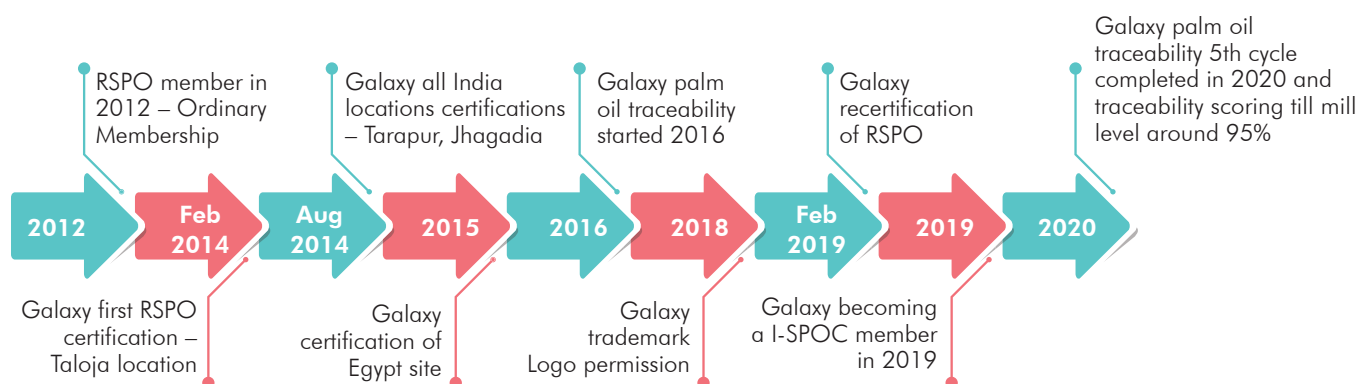 RSPO member in
2012 – Ordinary
Membership
Galaxy all India
locations certifications
– Tarapur, Jhagadia
Galaxy palm
oil traceability
started 2016
Galaxy
recertification
of RSPO
Galaxy palm oil
traceability 5th cycle
completed in 2020 and
traceability scoring till mill
level around 95%
2012
Feb
2014
Aug
2014
2015
2016
2018
Feb
2019
2019
2020
Galaxy first RSPO
certification –
Taloja location
Galaxy
certification of
Egypt site
Galaxy
trademark
Logo permission
Galaxy becoming
a I-SPOC member
in 2019